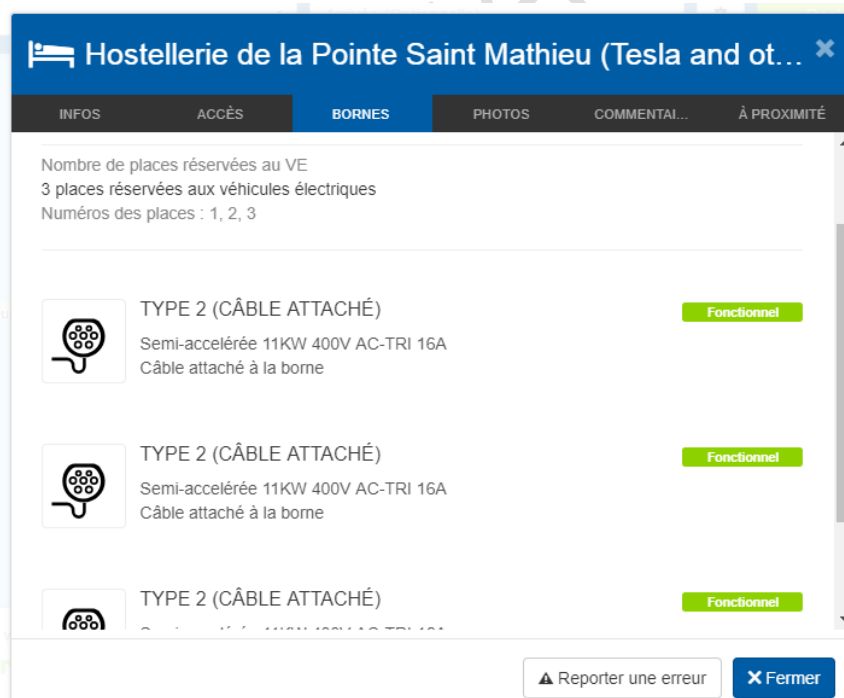 Hostellerie de la Pointe Saint Mathieu (Tesla and ot...
INFOS ACCÈS BORNES PHOTOS COMMENTAI... À PROXIMITÉ
Nombre de places réservées au VE
3 places réservées aux véhicules électriques
Numéros des places : 1, 2, 3
TYPE 2 (CÂBLE ATTACHÉ) Fonctionnel
Semi-accelérée 11KW 400V AC-TRI 16A
Câble attaché à la borne
TYPE 2 (CÂBLE ATTACHÉ) Fonctionnel
Semi-accelérée 11KW 400V AC-TRI 16A
Câble attaché à la borne
TYPE 2 (CÂBLE ATTACHÉ) Fonctionnel
Reporter une erreur Fermer